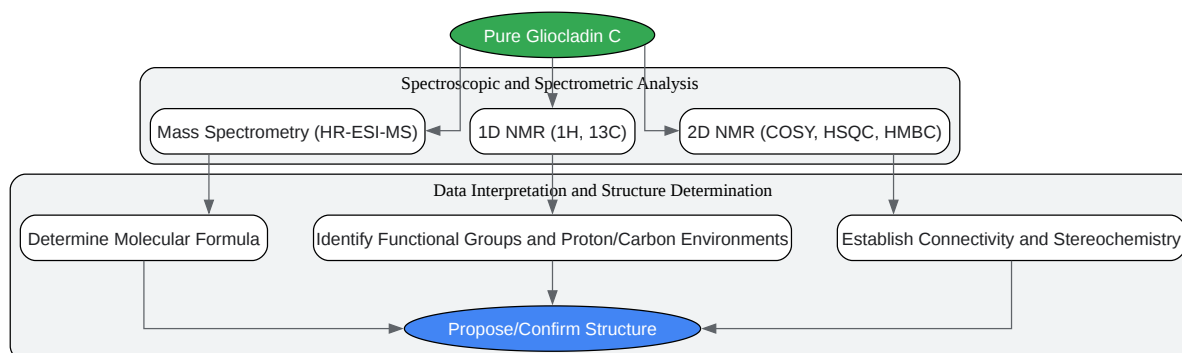 Pure Gliocladin C
Spectroscopic and Spectrometric Analysis
Mass Spectrometry (HR-ESI-MS)
1D NMR (1H, 13C)
2D NMR (COSY, HSQC, HMBC)
Data Interpretation and Structure Determination
Determine Molecular Formula
Identify Functional Groups and Proton/Carbon Environments
Establish Connectivity and Stereochemistry
Propose/Confirm Structure